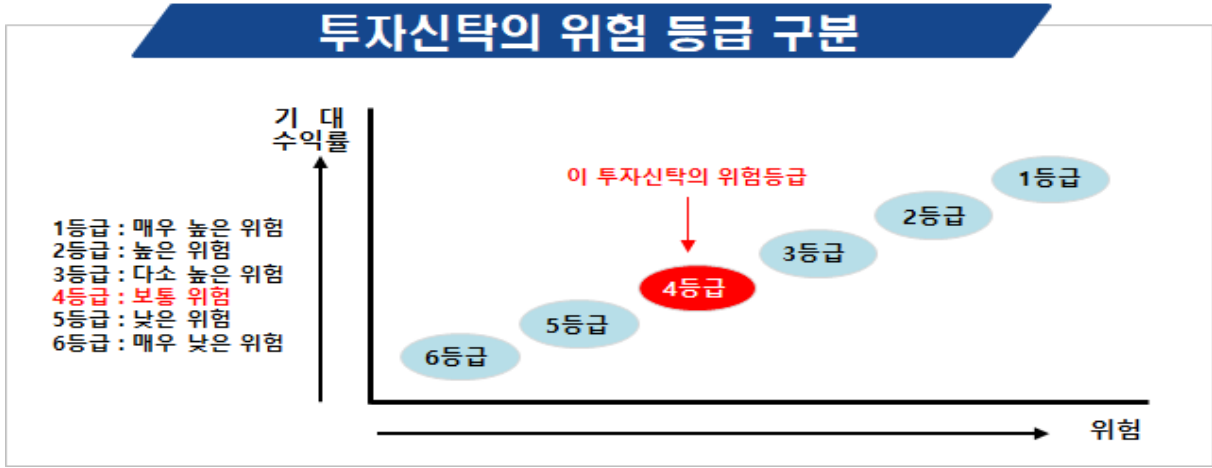 투자신탁의 위험 등급 구분
기 대
수익률
이 투자신탁의 위험등급
1등급 : 매우 높은 위험
2등급 : 높은 위험
3등급 : 다소 높은 위험
4등급 : 보통 위험
5등급 : 낮은 위험
6등급 : 매우 낮은 위험
1등급
2등급
3등급
4등급
5등급
6등급
위험